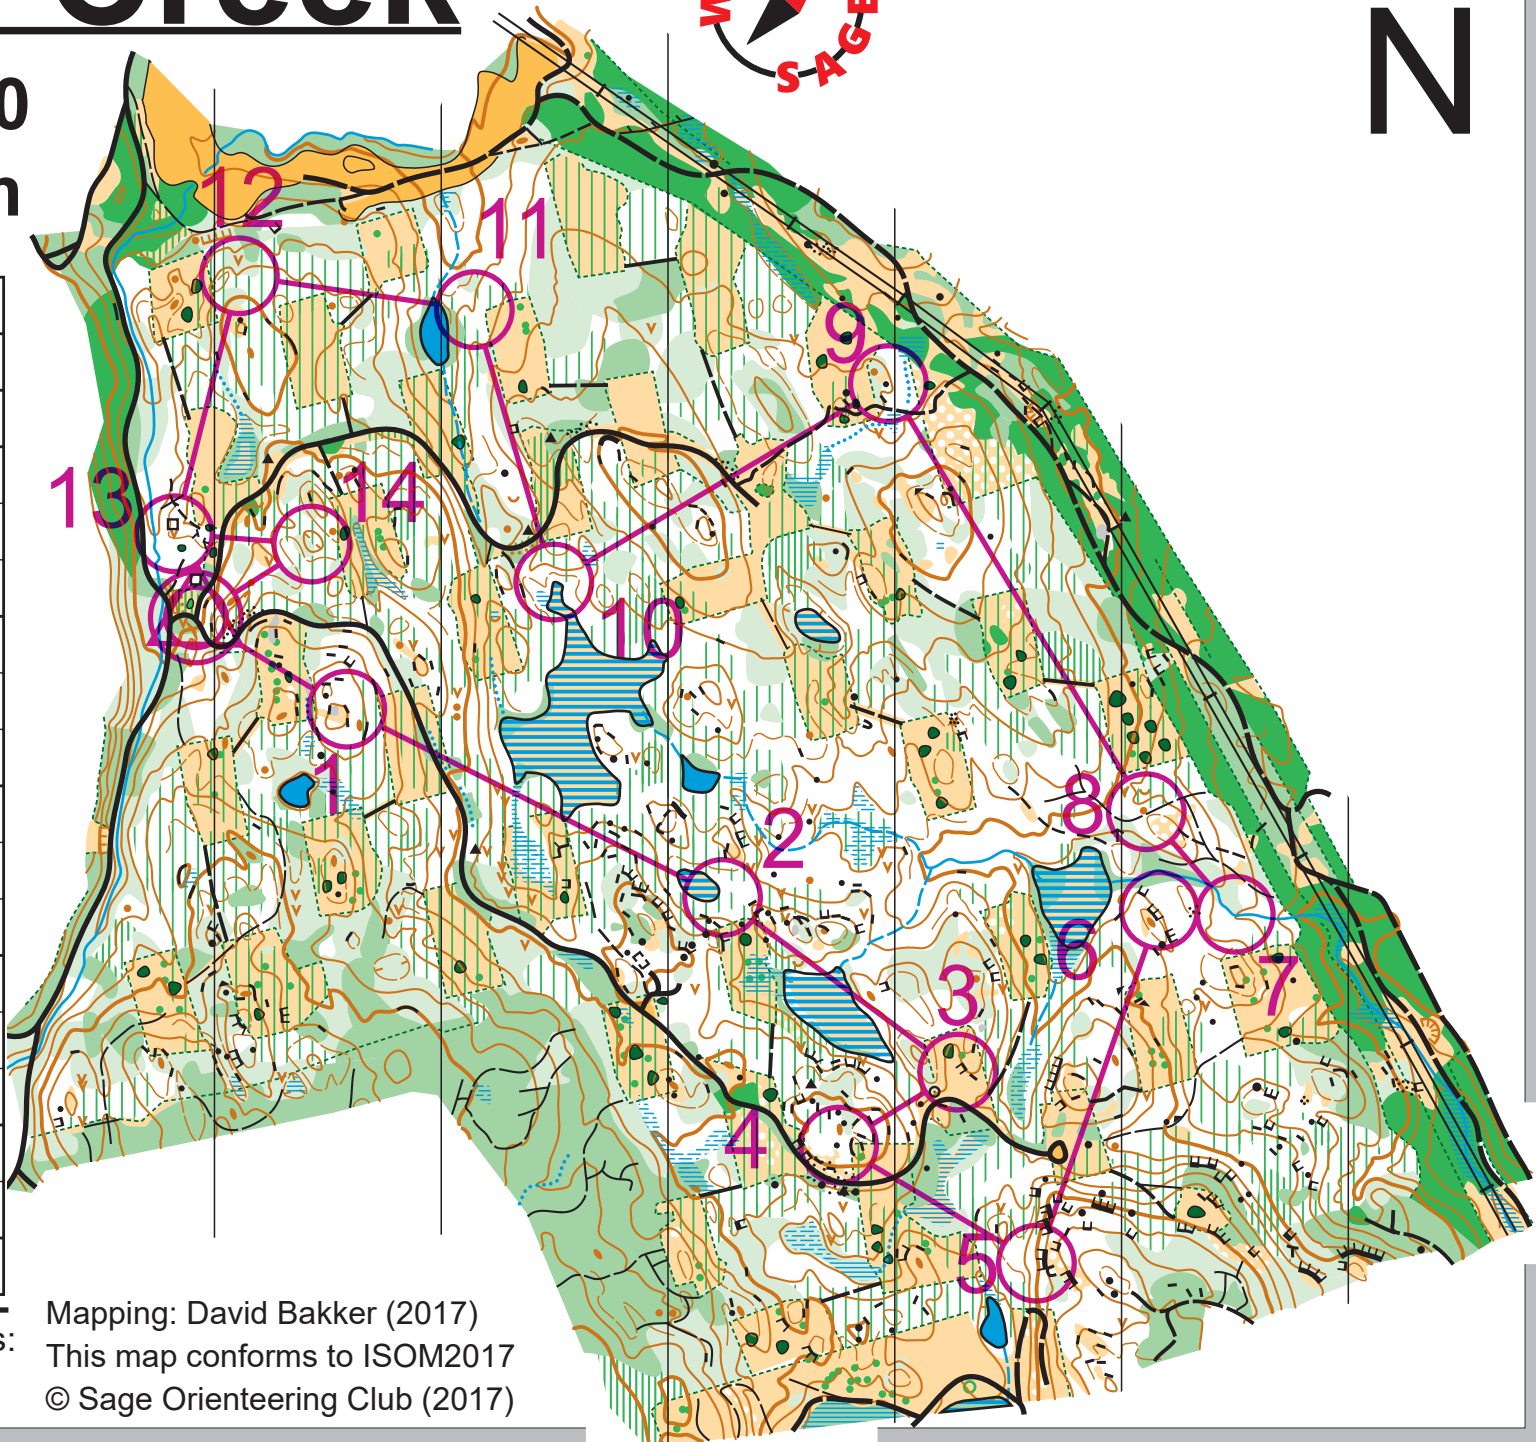 Creek
W SAGE
N
0
n
12
11
9
13
14
10
1
8
2
6
7
3
4
5
s:
Mapping: David Bakker (2017)
This map conforms to ISOM2017
© Sage Orienteering Club (2017)